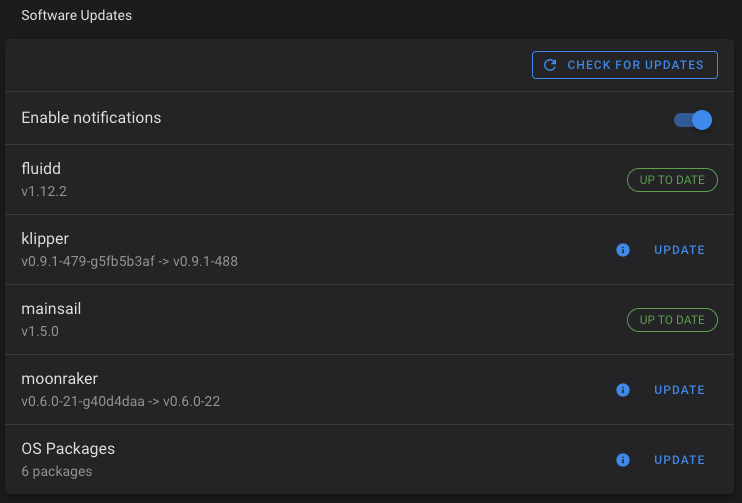 Software Updates
CHECK FOR UPDATES
Enable notifications
fluidd
v1.12.2
UP TO DATE
klipper
v0.9.1-479-g5fb5b3af -> v0.9.1-488
UPDATE
mainsail
v1.5.0
UP TO DATE
moonraker
v0.6.0-21-g40d4daa -> v0.6.0-22
UPDATE
OS Packages
6 packages
UPDATE